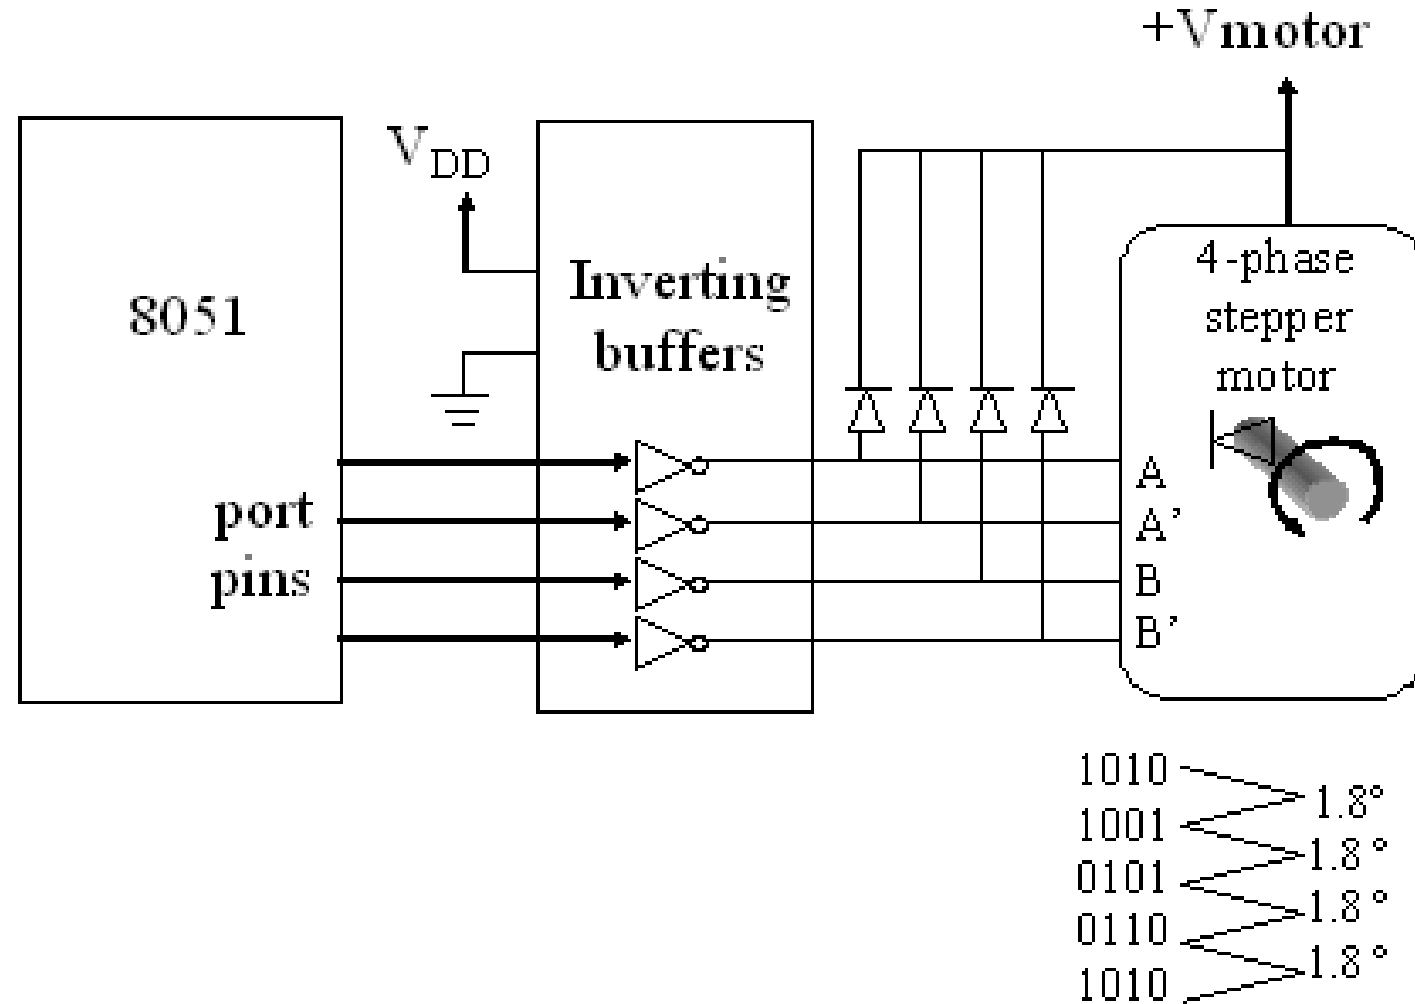 +Vmotor
V_DD
8051
Inverting
buffers
4-phase
stepper
motor
port
pins
A
A'
B
B'
1010
1.8°
1001
1.8°
0101
1.8°
0110
1.8°
1010